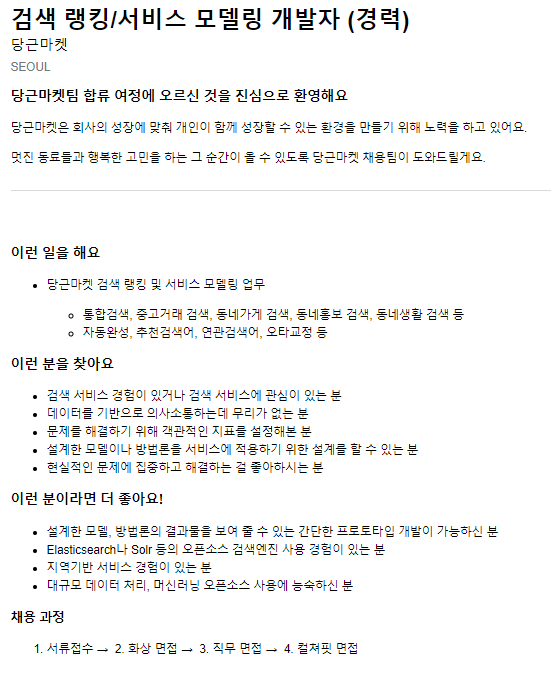 검색 랭킹/서비스 모델링 개발자 (경력)
당근마켓
SEOUL
당근마켓팀 합류 여정에 오르신 것을 진심으로 환영해요
당근마켓은 회사의 성장에 맞춰 개인이 함께 성장할 수 있는 환경을 만들기 위해 노력을 하고 있어요.
멋진 동료들과 행복한 고민을 하는 그 순간이 올 수 있도록 당근마켓 채용팀이 도와드릴게요.
이런 일을 해요
• 당근마켓 검색 랭킹 및 서비스 모델링 업무
○ 통합검색, 중고거래 검색, 동네가게 검색, 동네홍보 검색, 동네생활 검색 등
○ 자동완성, 추천검색어, 연관검색어, 오타교정 등
이런 분을 찾아요
• 검색 서비스 경험이 있거나 검색 서비스에 관심이 있는 분
• 데이터를 기반으로 의사소통하는데 무리가 없는 분
• 문제를 해결하기 위해 객관적인 지표를 설정해본 분
• 설계한 모델이나 방법론을 서비스에 적용하기 위한 설계를 할 수 있는 분
• 현실적인 문제에 집중하고 해결하는 걸 좋아하시는 분
이런 분이라면 더 좋아요!
• 설계한 모델, 방법론의 결과물을 보여 줄 수 있는 간단한 프로토타입 개발이 가능하신 분
• Elasticsearch나 Solr 등의 오픈소스 검색엔진 사용 경험이 있는 분
• 지역기반 서비스 경험이 있는 분
• 대규모 데이터 처리, 머신러닝 오픈소스 사용에 능숙하신 분
채용 과정
1. 서류접수 → 2. 화상 면접 → 3. 직무 면접 → 4. 컬쳐핏 면접